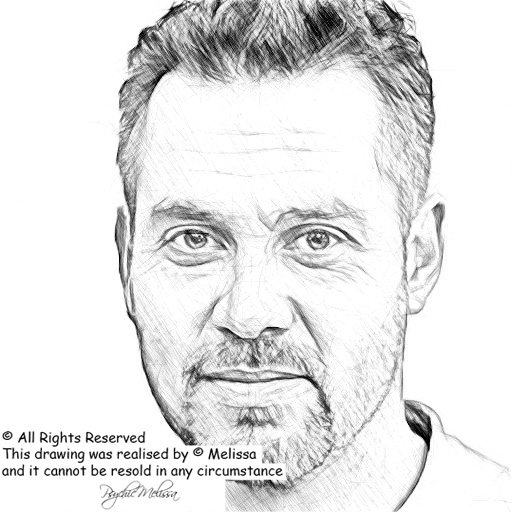 © All Rights Reserved
This drawing was realised by © Melissa
and it cannot be resold in any circumstance
Psychic Melissa